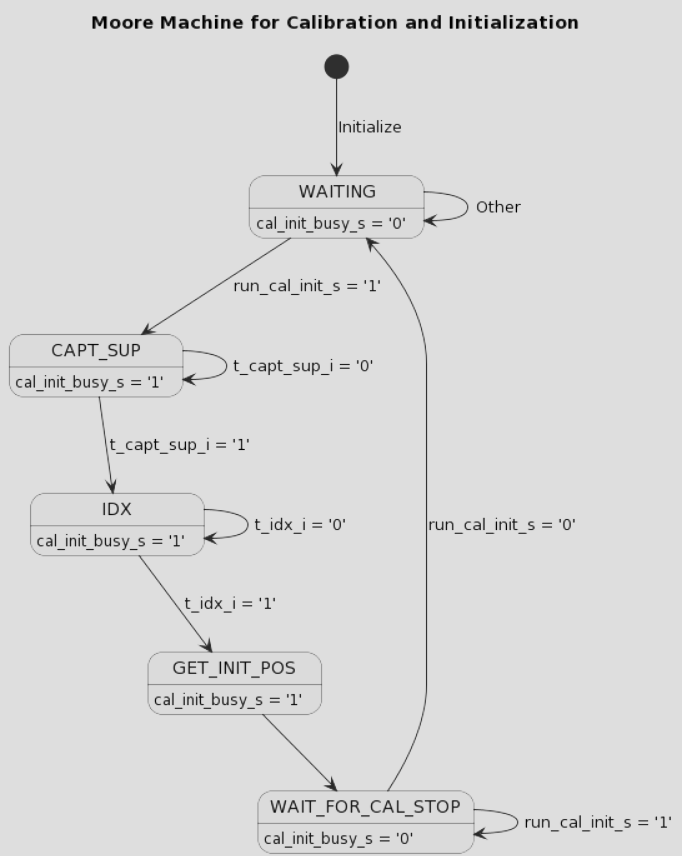 Moore Machine for Calibration and Initialization
Initialize
WAITING
cal_init_busy_s = '0'
Other
run_cal_init_s = '1'
CAPT_SUP
cal_init_busy_s = '1'
t_capt_sup_i = '0'
t_capt_sup_i = '1'
IDX
cal_init_busy_s = '1'
t_idx_i = '0'
run_cal_init_s = '0'
t_idx_i = '1'
GET_INIT_POS
cal_init_busy_s = '1'
WAIT_FOR_CAL_STOP
cal_init_busy_s = '0'
run_cal_init_s = '1'